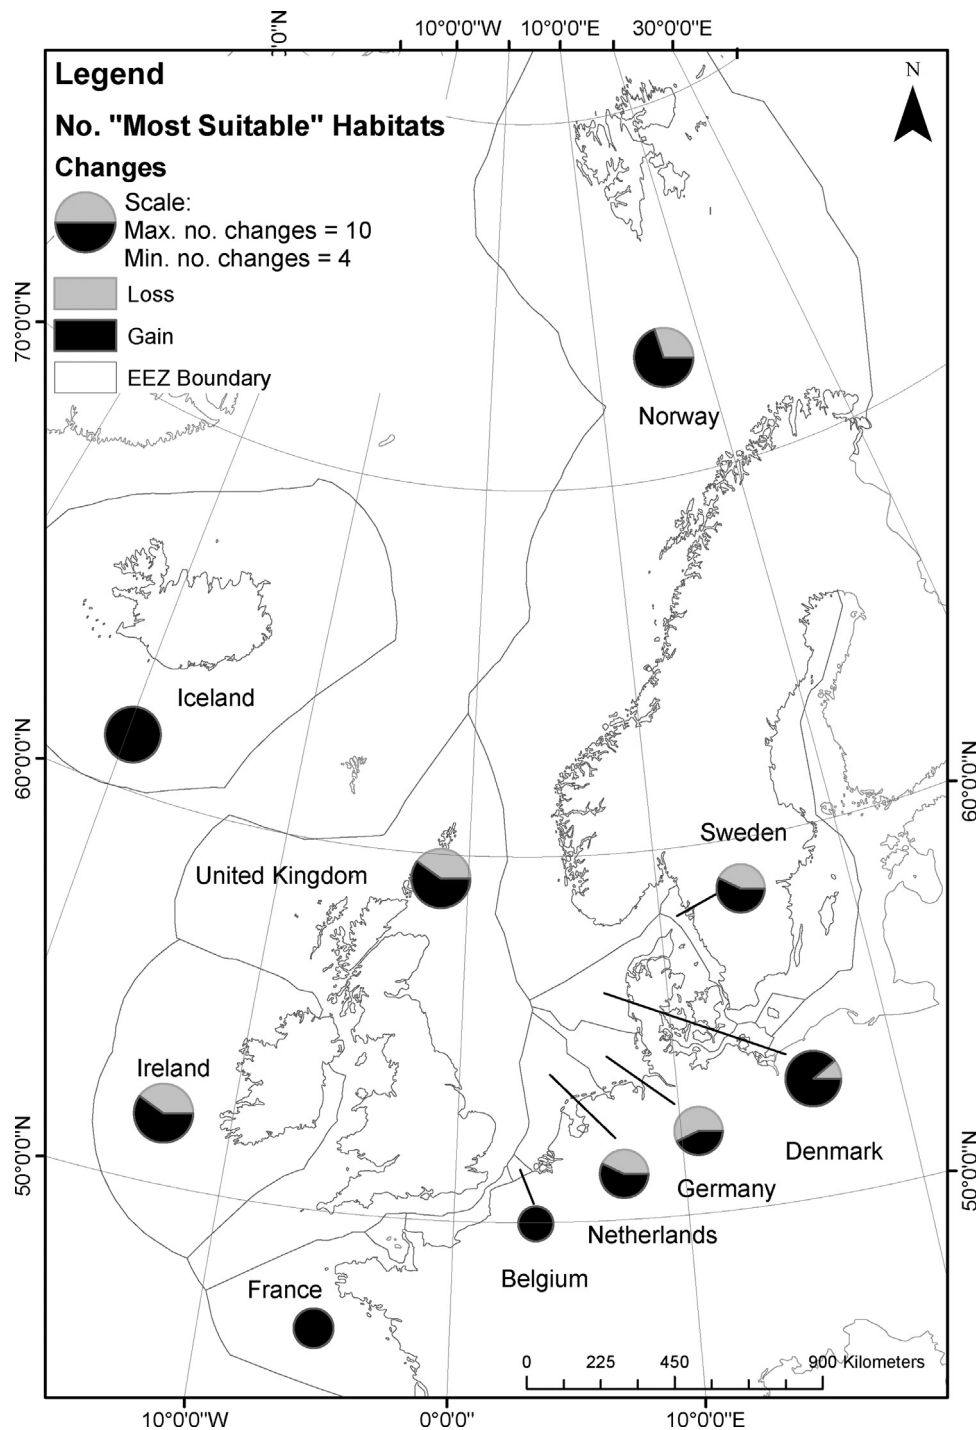 10°0'0"W 10°0'0"E 30°0'0"E
Legend
N
No. "Most Suitable" Habitats
Changes
Scale:
Max. no. changes = 10
Min. no. changes = 4
Loss
Gain
EEZ Boundary
70°0'0"N
Norway
Iceland
60°0'0"N
60°0'0"N
Sweden
United Kingdom
Ireland
50°0'0"N
50°0'0"N
Denmark
Germany
Netherlands
Belgium
France
0 225 450 900 Kilometers
10°0'0"W 0°0'0" 10°0'0"E